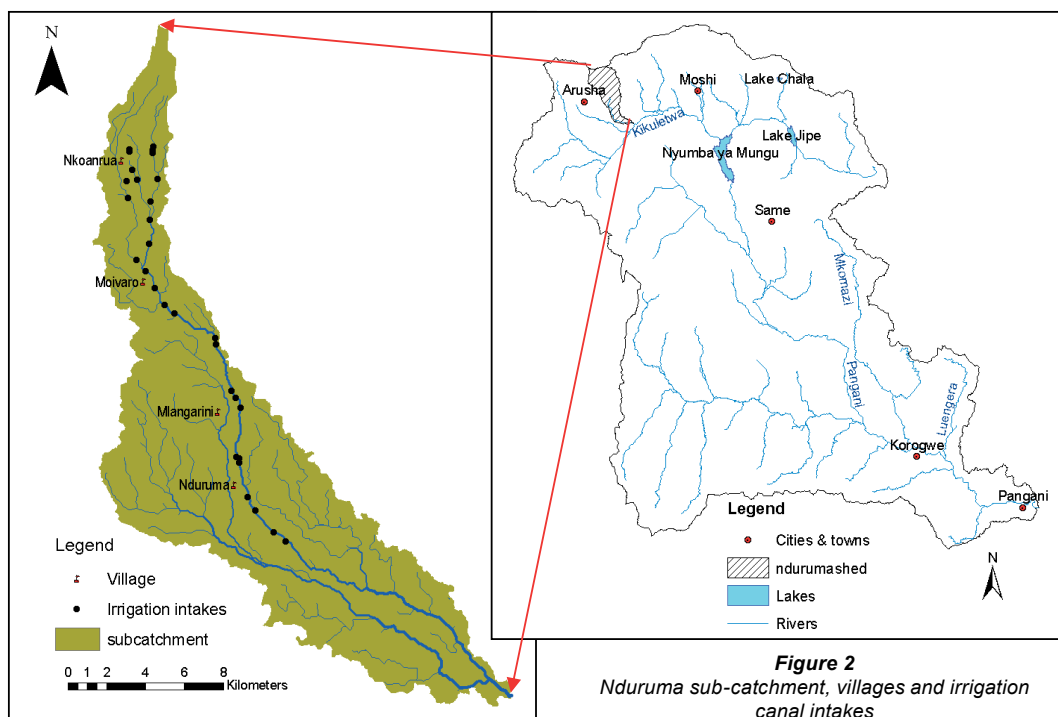 N
Nkoanrua
Moivaro
Mlangarini
Nduruma
Legend
Village
Irrigation intakes
subcatchment
0 1 2 4 6 8
Kilometers
Arusha
Moshi
Lake Chala
Kikuletwa
Lake Jipe
Nyumba ya Mungu
Same
Mkomazi
Pangani
Luengera
Korogwe
Pangani
Legend
Cities & towns
ndurumashed
Lakes
Rivers
N
Figure 2
Nduruma sub-catchment, villages and irrigation
canal intakes